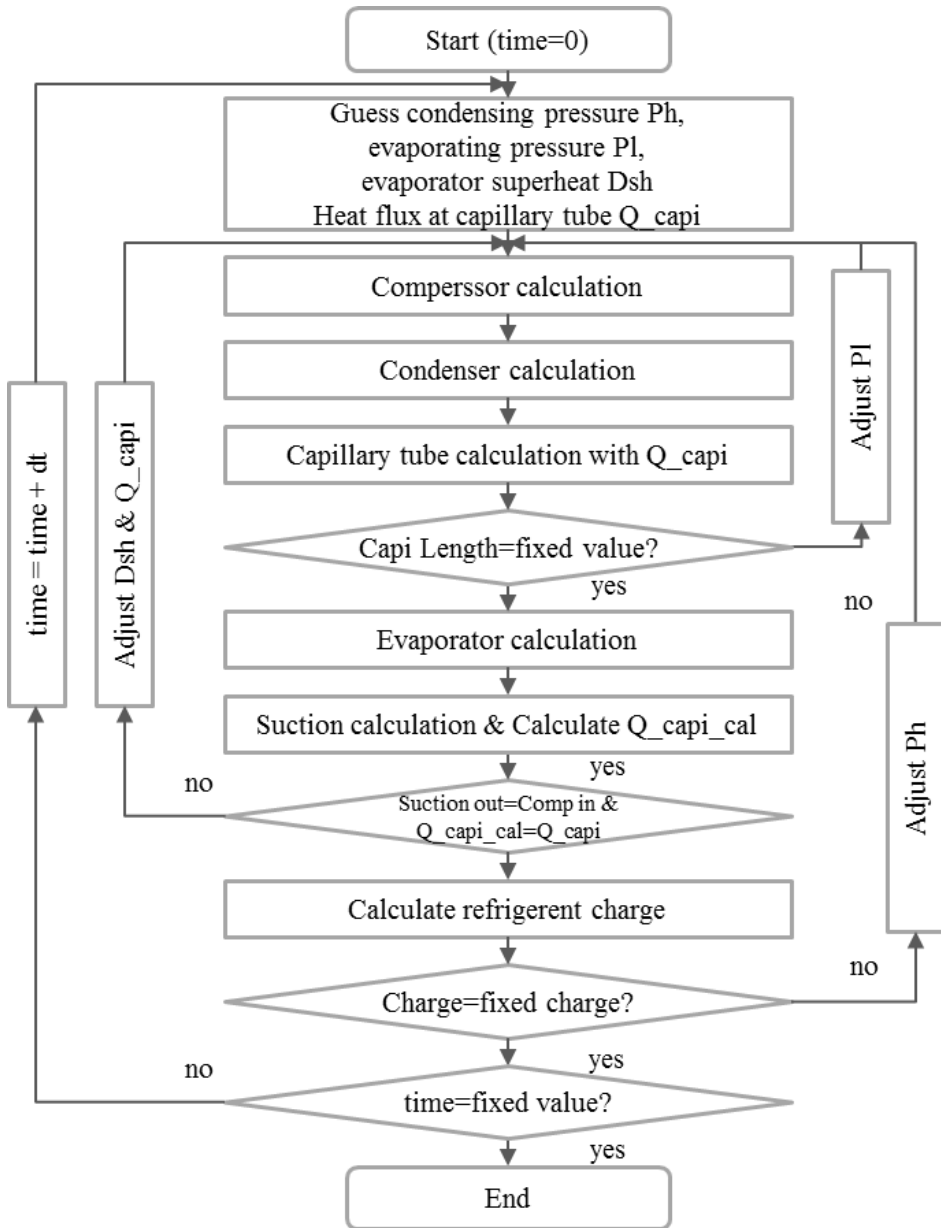 Start (time=0)
Guess condensing pressure Ph,
evaporating pressure Pl,
evaporator superheat Dsh
Heat flux at capillary tube Q_capi
Comperssor calculation
Condenser calculation
Adjust Pl
Capillary tube calculation with Q_capi
time = time + dt
Adjust Dsh & Q_capi
Capi Length=fixed value?
yes
no
Evaporator calculation
Suction calculation & Calculate Q_capi_cal
Adjust Ph
yes
no
Suction out=Comp in &
Q_capi_cal=Q_capi
Calculate refrigerent charge
no
Charge=fixed charge?
yes
no
time=fixed value?
yes
End